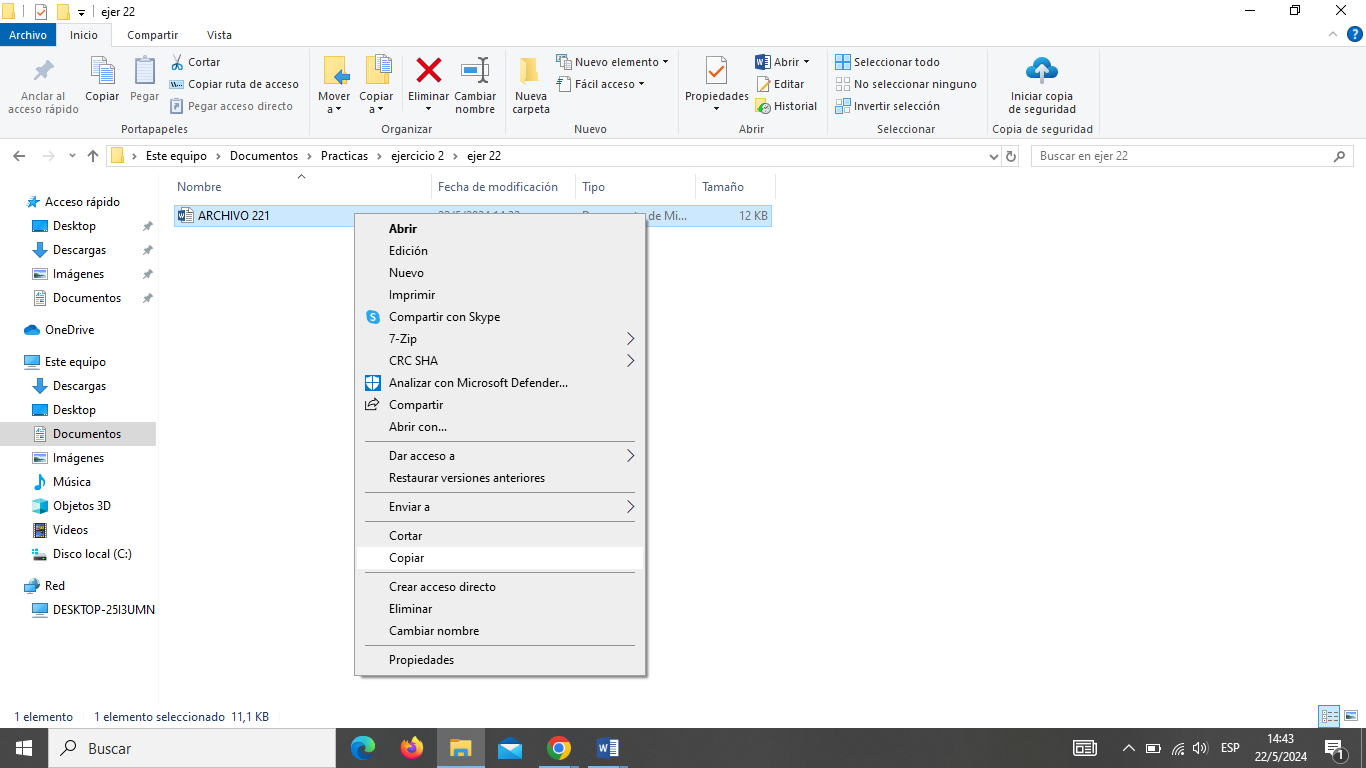 ejer 22
Archivo Inicio Compartir Vista
Anclar al acceso rápido
Copiar
Pegar
Cortar
Copiar ruta de acceso
Pegar acceso directo
Portapapeles
Mover a
Copiar a
Eliminar
Cambiar nombre
Organizar
Nueva carpeta
Nuevo elemento
Fácil acceso
Nuevo
Propiedades
Abrir
Editar
Historial
Abrir
Seleccionar todo
No seleccionar ninguno
Invertir selección
Seleccionar
Iniciar copia de seguridad
Copia de seguridad
Este equipo > Documentos > Practicas > ejercicio 2 > ejer 22
Buscar en ejer 22
Nombre Fecha de modificación Tipo Tamaño
ARCHIVO 221 de Mi... 12 KB
Acceso rápido
Desktop
Descargas
Imágenes
Documentos
OneDrive
Este equipo
Descargas
Desktop
Documentos
Imágenes
Música
Objetos 3D
Videos
Disco local (C:)
Red
DESKTOP-25I3UMN
Abrir
Edición
Nuevo
Imprimir
Compartir con Skype
7-Zip
CRC SHA
Analizar con Microsoft Defender...
Compartir
Abrir con...
Dar acceso a
Restaurar versiones anteriores
Enviar a
Cortar
Copiar
Crear acceso directo
Eliminar
Cambiar nombre
Propiedades
1 elemento 1 elemento seleccionado 11,1 KB
Buscar
ESP
14:43
22/5/2024
1